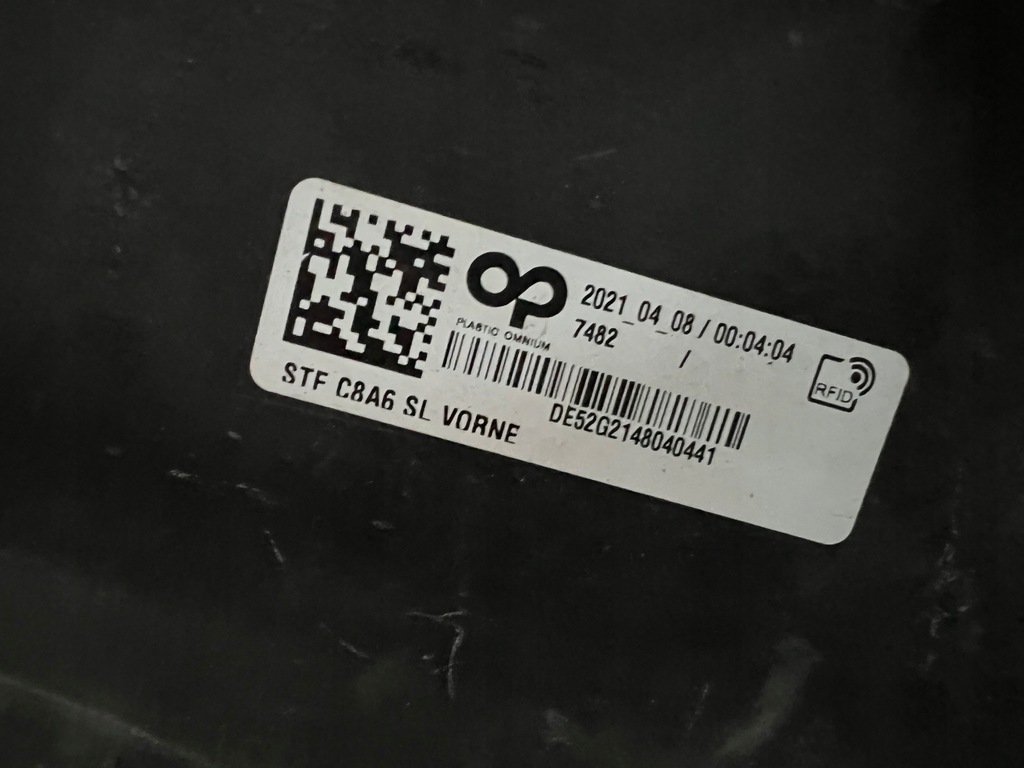 2021_04_08 / 00:04:04
PLASTIC OMNIUM
7482 /
RFID
DE52G2148040441
STF C8A6 SL VORNE